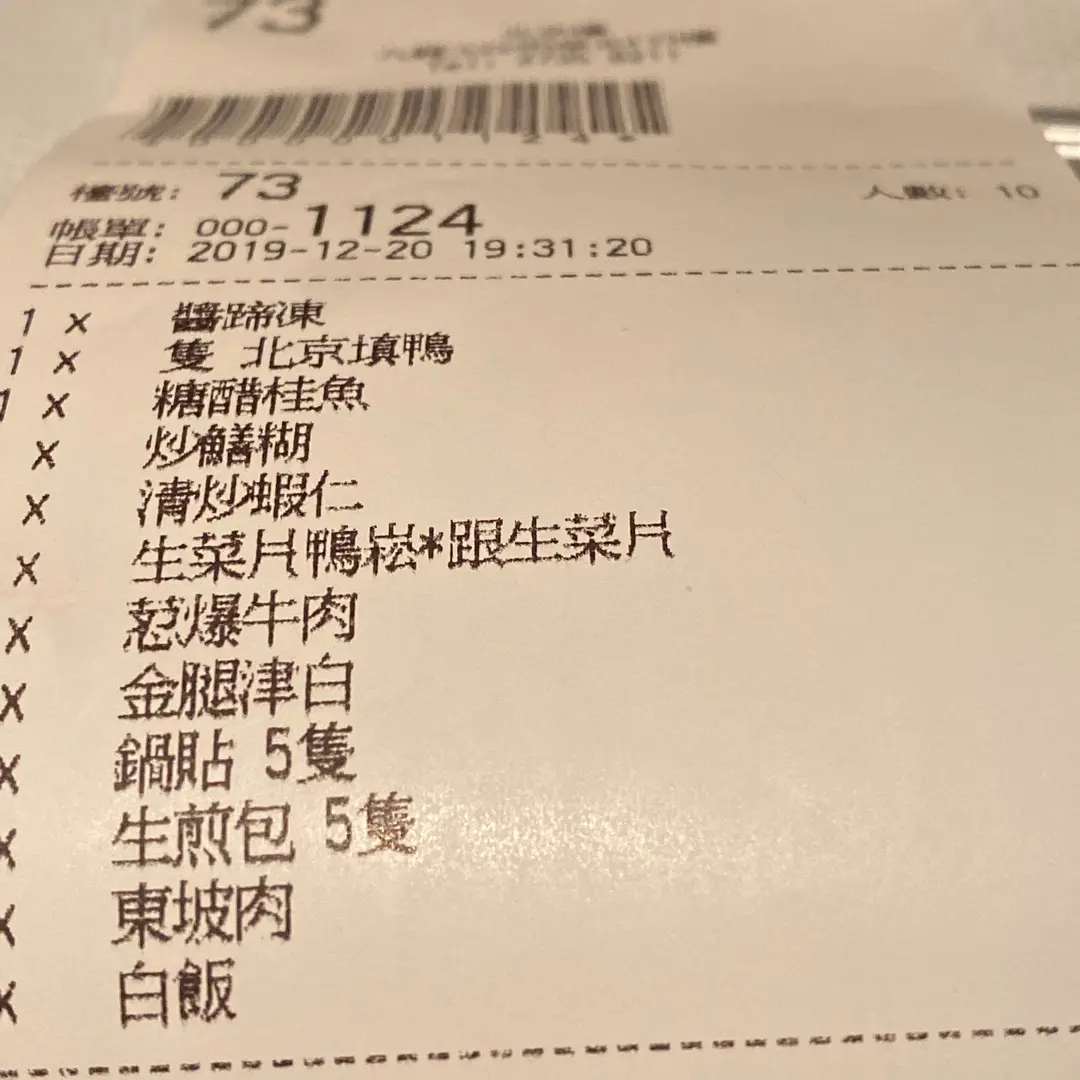 73
檯號: 73 人數: 10
帳單: 000-1124
日期: 2019-12-20 19:31:20
1 x 醬蹄凍
1 x 隻 北京填鴨
1 x 糖醋桂魚
x 炒鱔糊
x 清炒蝦仁
x 生菜片鴨崧*跟生菜片
x 葱爆牛肉
x 金腿津白
x 鍋貼 5隻
x 生煎包 5隻
x 東坡肉
x 白飯